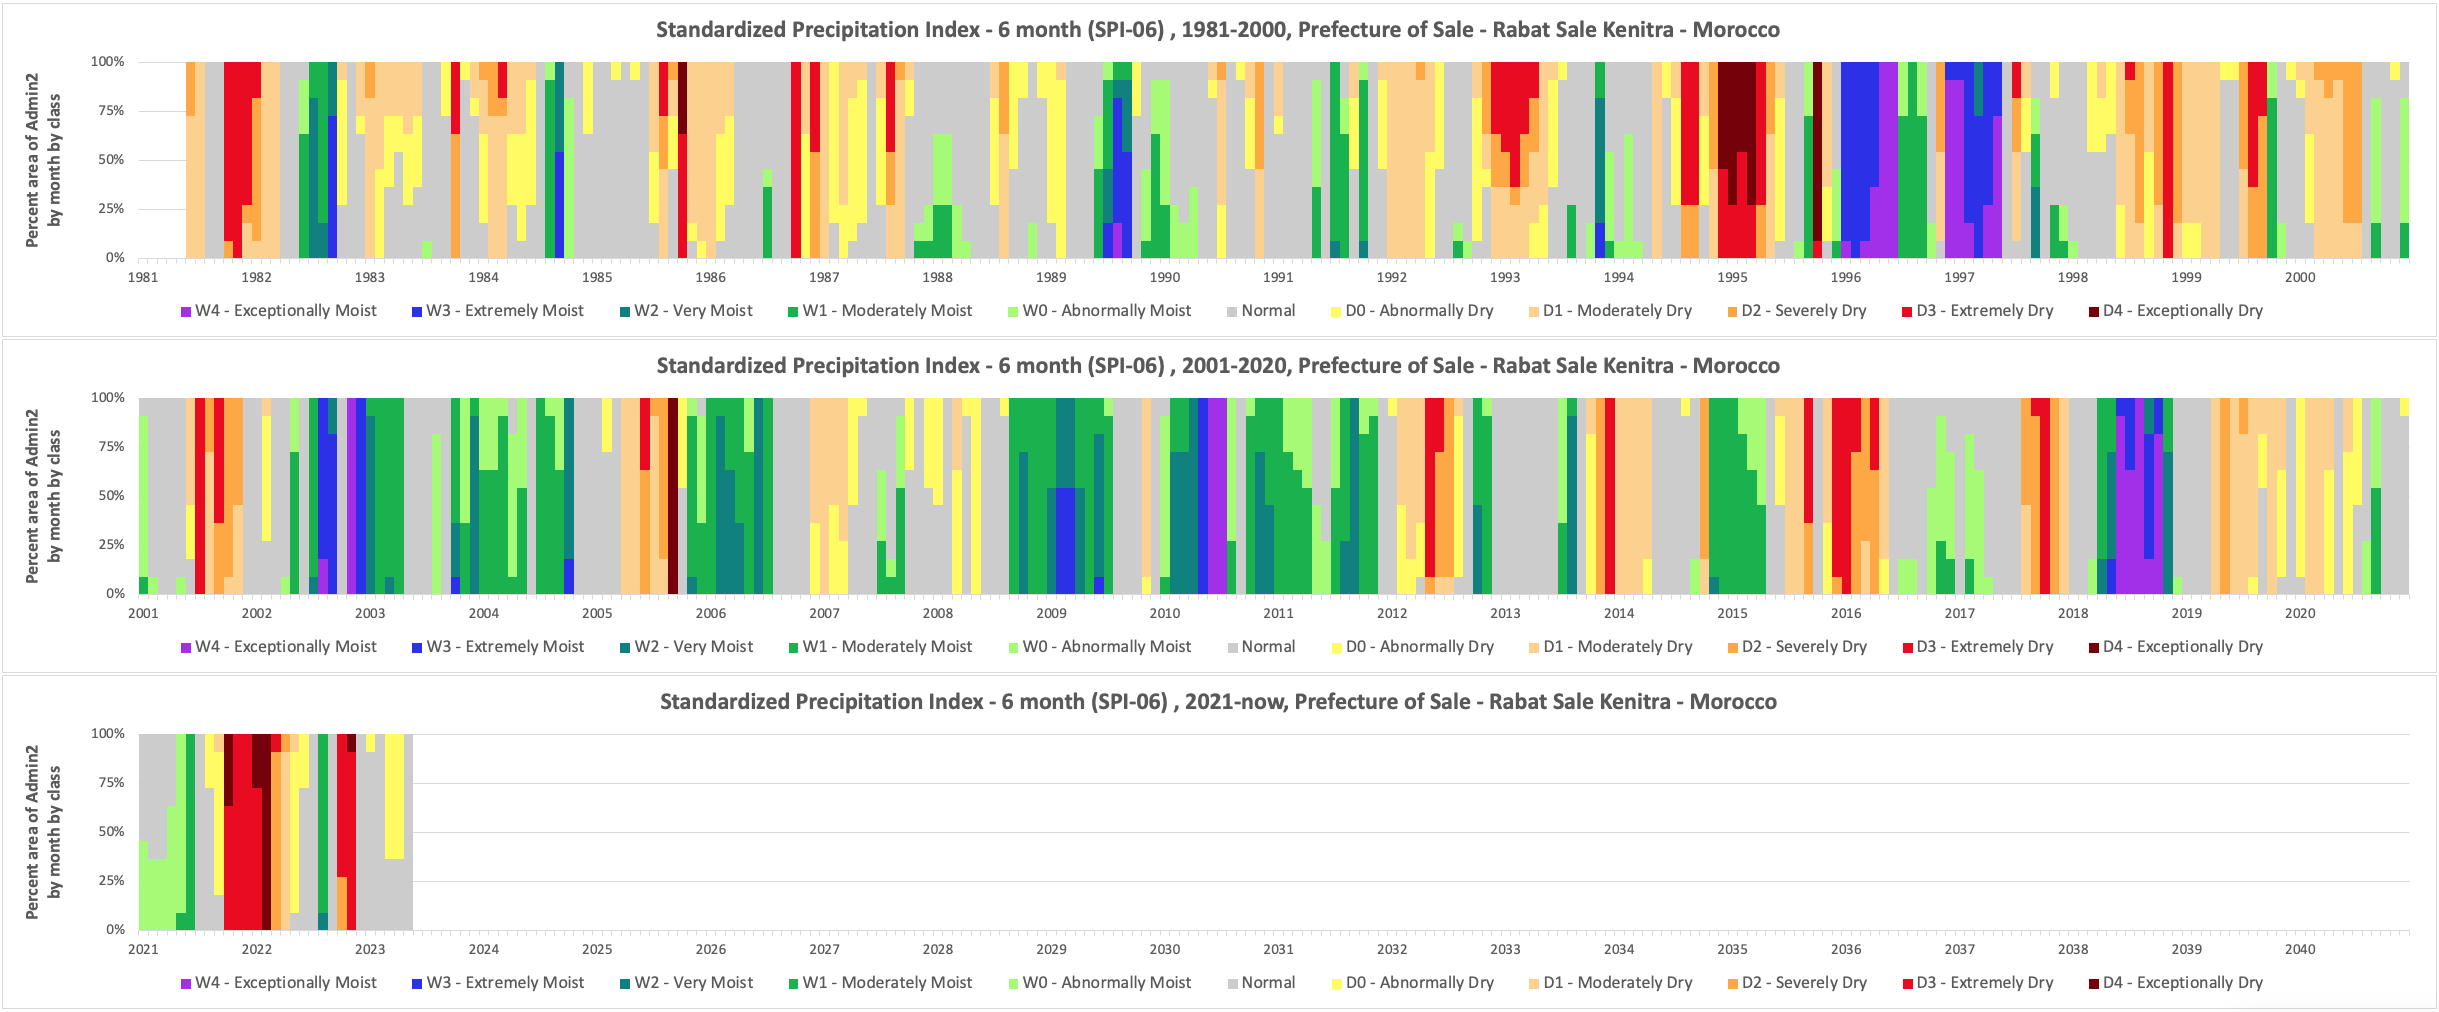 Standardized Precipitation Index - 6 month (SPI-06) , 1981-2000, Prefecture of Sale - Rabat Sale Kenitra - Morocco
Percent area of Admin2
by month by class
100%
75%
50%
25%
0%
1981 1982 1983 1984 1985 1986 1987 1988 1989 1990 1991 1992 1993 1994 1995 1996 1997 1998 1999 2000
W4 - Exceptionally Moist W3 - Extremely Moist W2 - Very Moist W1 - Moderately Moist W0 - Abnormally Moist Normal D0 - Abnormally Dry D1 - Moderately Dry D2 - Severely Dry D3 - Extremely Dry D4 - Exceptionally Dry
Standardized Precipitation Index - 6 month (SPI-06) , 2001-2020, Prefecture of Sale - Rabat Sale Kenitra - Morocco
Percent area of Admin2
by month by class
100%
75%
50%
25%
0%
2001 2002 2003 2004 2005 2006 2007 2008 2009 2010 2011 2012 2013 2014 2015 2016 2017 2018 2019 2020
W4 - Exceptionally Moist W3 - Extremely Moist W2 - Very Moist W1 - Moderately Moist W0 - Abnormally Moist Normal D0 - Abnormally Dry D1 - Moderately Dry D2 - Severely Dry D3 - Extremely Dry D4 - Exceptionally Dry
Standardized Precipitation Index - 6 month (SPI-06) , 2021-now, Prefecture of Sale - Rabat Sale Kenitra - Morocco
Percent area of Admin2
by month by class
100%
75%
50%
25%
0%
2021 2022 2023 2024 2025 2026 2027 2028 2029 2030 2031 2032 2033 2034 2035 2036 2037 2038 2039 2040
W4 - Exceptionally Moist W3 - Extremely Moist W2 - Very Moist W1 - Moderately Moist W0 - Abnormally Moist Normal D0 - Abnormally Dry D1 - Moderately Dry D2 - Severely Dry D3 - Extremely Dry D4 - Exceptionally Dry